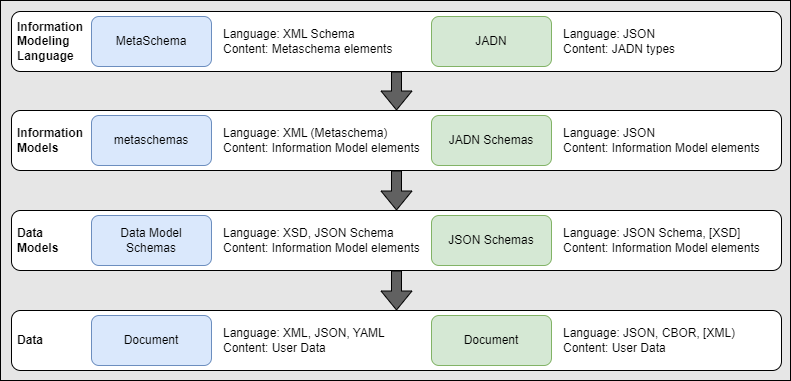 Information
Modeling
Language
MetaSchema
Language: XML Schema
Content: Metaschema elements
JADN
Language: JSON
Content: JADN types
Information
Models
metaschemas
Language: XML (Metaschema)
Content: Information Model elements
JADN Schemas
Language: JSON
Content: Information Model elements
Data
Models
Data Model
Schemas
Language: XSD, JSON Schema
Content: Information Model elements
JSON Schemas
Language: JSON Schema, [XSD]
Content: Information Model elements
Data
Document
Language: XML, JSON, YAML
Content: User Data
Document
Language: JSON, CBOR, [XML)
Content: User Data